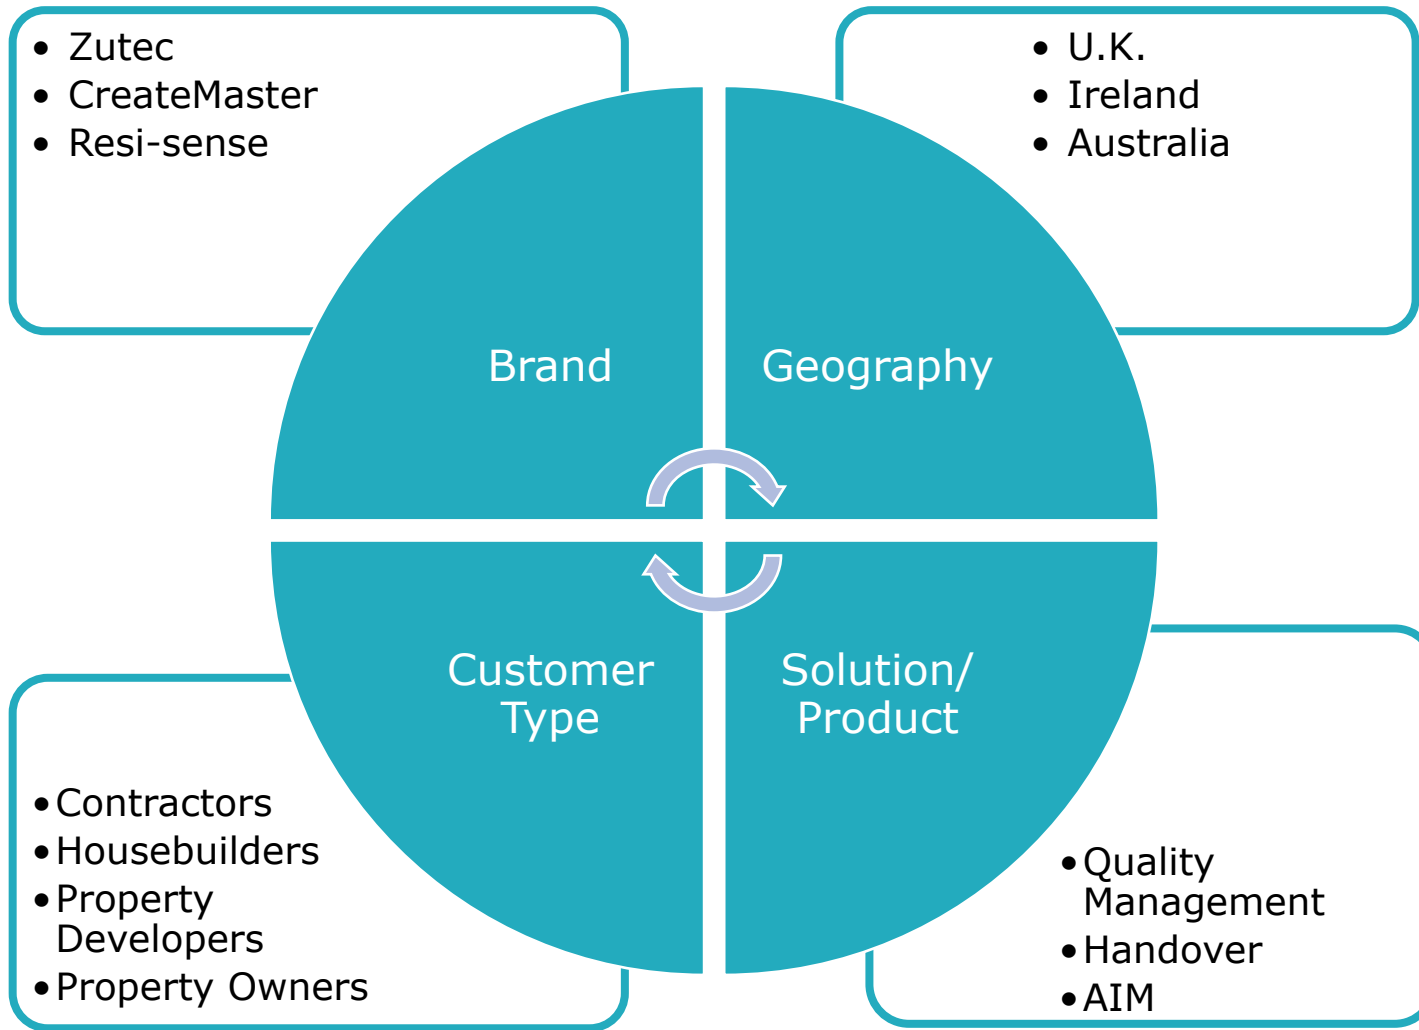 • Zutec
• CreateMaster
• Resi-sense
• U.K.
• Ireland
• Australia
Brand
Geography
Customer
Type
Solution/
Product
• Contractors
• Housebuilders
• Property
Developers
• Property Owners
• Quality
Management
• Handover
• AIM